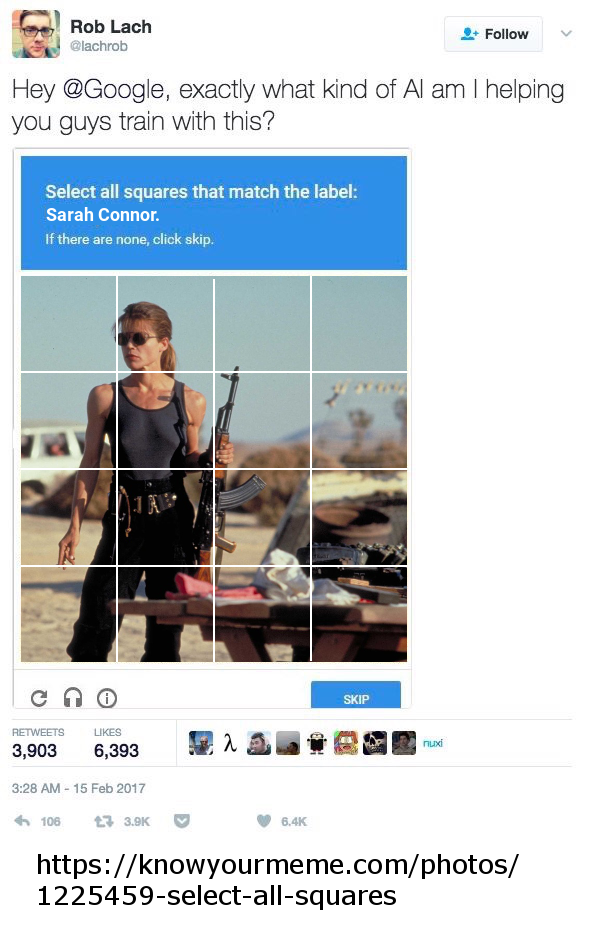 Rob Lach
@lachrob
Follow
Hey @Google, exactly what kind of AI am I helping
you guys train with this?
Select all squares that match the label:
Sarah Connor.
If there are none, click skip.
SKIP
RETWEETS LIKES
3,903 6,393
nuxi
3:28 AM - 15 Feb 2017
106 3.9K 6.4K
https://knowyourmeme.com/photos/
1225459-select-all-squares